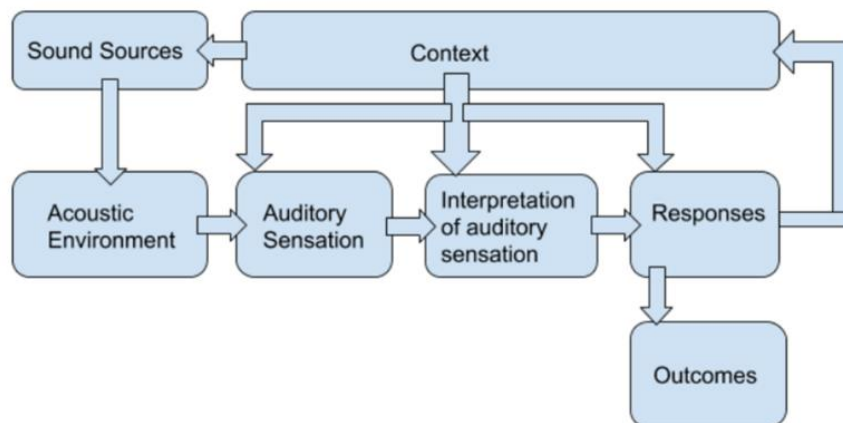 Sound Sources
Context
Acoustic
Environment
Auditory
Sensation
Interpretation
of auditory
sensation
Responses
Outcomes